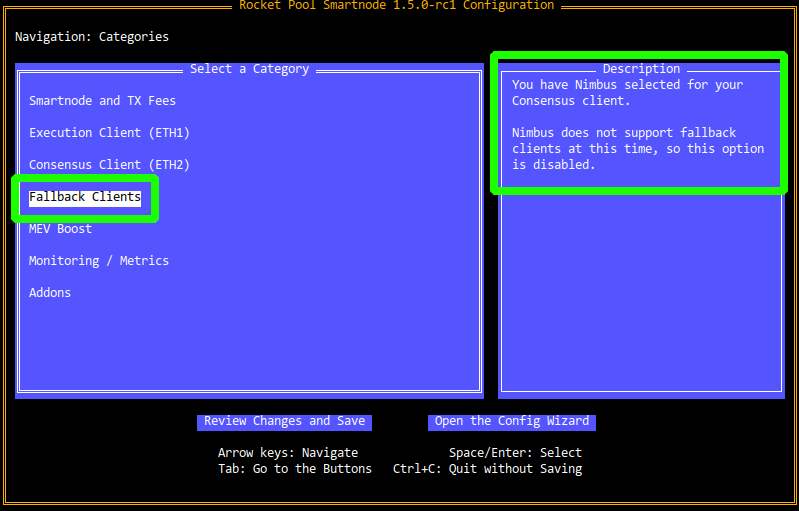 Rocket Pool Smartnode 1.5.0-rc1 Configuration
Navigation: Categories
Select a Category
Smartnode and TX Fees
Execution Client (ETH1)
Consensus Client (ETH2)
Fallback Clients
MEV Boost
Monitoring / Metrics
Addons
Description
You have Nimbus selected for your
Consensus client.
Nimbus does not support fallback
clients at this time, so this option
is disabled.
Review Changes and Save
Open the Config Wizard
Arrow keys: Navigate Space/Enter: Select
Tab: Go to the Buttons Ctrl+C: Quit without Saving